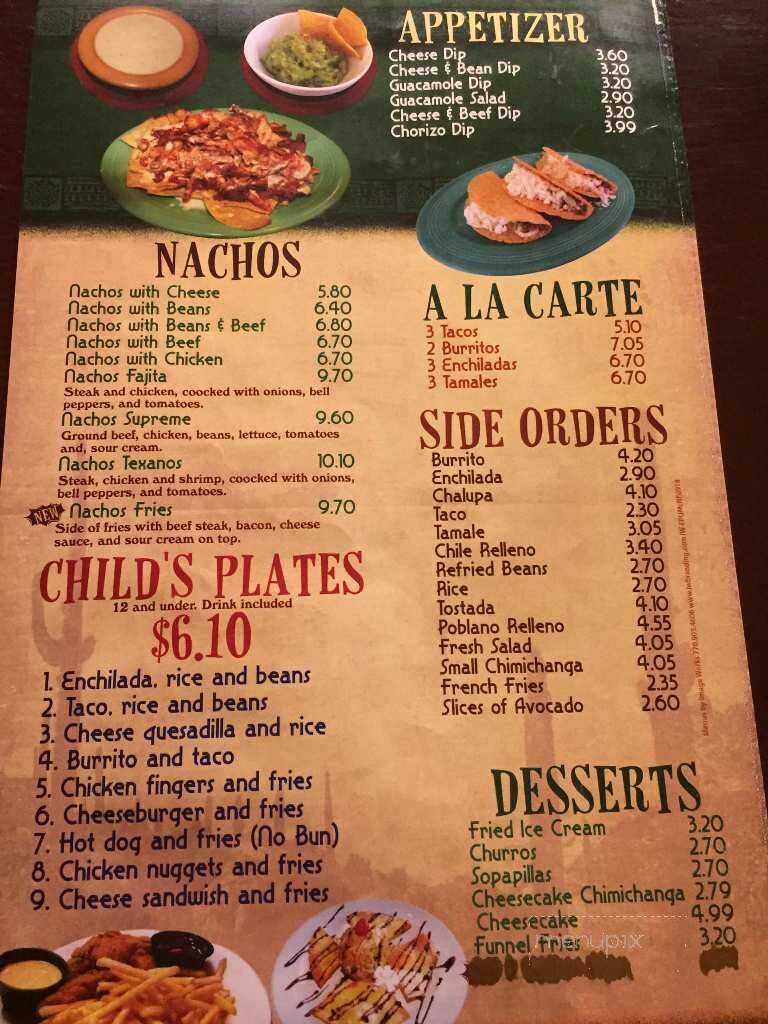 APPETIZER
Cheese Dip 3.60
Cheese & Bean Dip 3.20
Guacamole Dip 3.20
Guacamole Salad 2.90
Cheese & Beef Dip 3.20
Chorizo Dip 3.99
NACHOS
Nachos with Cheese 5.80
Nachos with Beans 6.40
Nachos with Beans & Beef 6.80
Nachos with Beef 6.70
Nachos with Chicken 6.70
Nachos Fajita 9.70
Steak and chicken, coocked with onions, bell
peppers, and tomatoes.
Nachos Supreme 9.60
Ground beef, chicken, beans, lettuce, tomatoes
and, sour cream.
Nachos Texanos 10.10
Steak, chicken and shrimp, coocked with onions,
bell peppers, and tomatoes.
NEW Nachos Fries 9.70
Side of fries with beef steak, bacon, cheese
sauce, and sour cream on top.
CHILD'S PLATES
12 and under. Drink included
$6.10
1. Enchilada, rice and beans
2. Taco, rice and beans
3. Cheese quesadilla and rice
4. Burrito and taco
5. Chicken fingers and fries
6. Cheeseburger and fries
7. Hot dog and fries (No Bun)
8. Chicken nuggets and fries
9. Cheese sandwich and fries
A LA CARTE
3 Tacos 5.10
2 Burritos 7.05
3 Enchiladas 6.70
3 Tamales 6.70
SIDE ORDERS
Burrito 4.20
Enchilada 2.90
Chalupa 4.10
Taco 2.30
Tamale 3.05
Chile Relleno 3.40
Refried Beans 2.70
Rice 2.70
Tostada 4.10
Poblano Relleno 4.55
Fresh Salad 4.05
Small Chimichanga 4.05
French Fries 2.35
Slices of Avocado 2.60
DESSERTS
Fried Ice Cream 3.20
Churros 2.70
Sopapillas 2.70
Cheesecake Chimichanga 2.79
Cheesecake 4.99
Funnel Fries 3.20
menupix